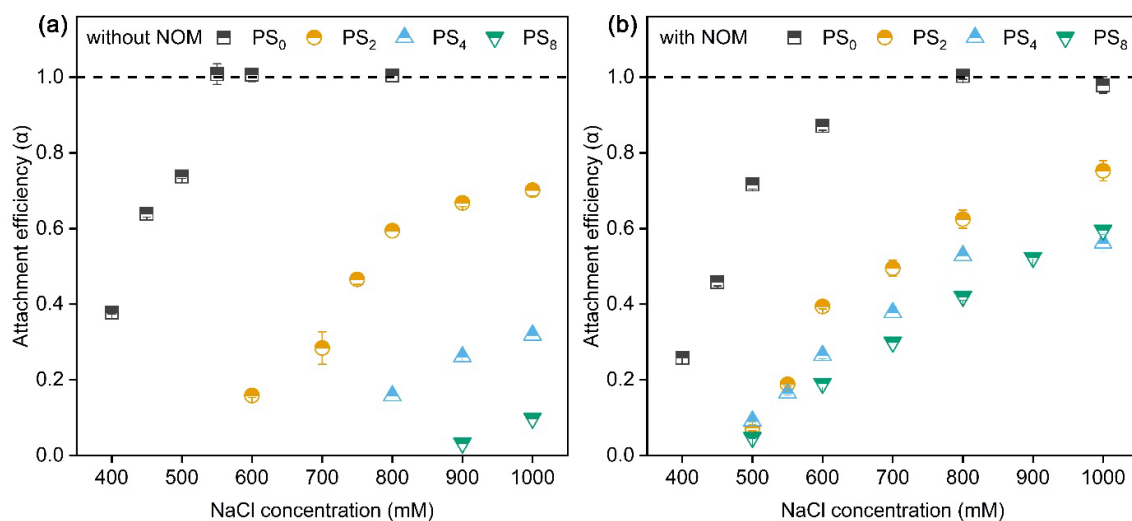 (a) without NOM PS₀ PS₂ PS₄ PS₈
Attachment efficiency (α)
1.0
0.8
0.6
0.4
0.2
0.0
400 500 600 700 800 900 1000
NaCl concentration (mM)
(b) with NOM PS₀ PS₂ PS₄ PS₈
Attachment efficiency (α)
1.0
0.8
0.6
0.4
0.2
0.0
400 500 600 700 800 900 1000
NaCl concentration (mM)